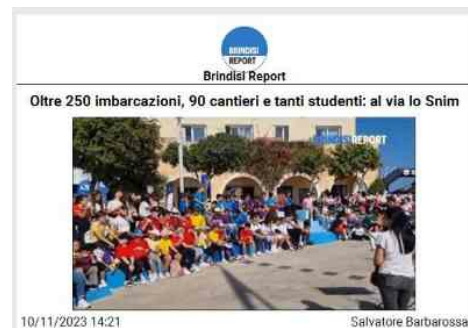 BRINDISI
REPORT
Brindisi Report
Oltre 250 imbarcazioni, 90 cantieri e tanti studenti: al via lo Snim
BRINDISI REPORT
10/11/2023 14:21
Salvatore Barbarossa